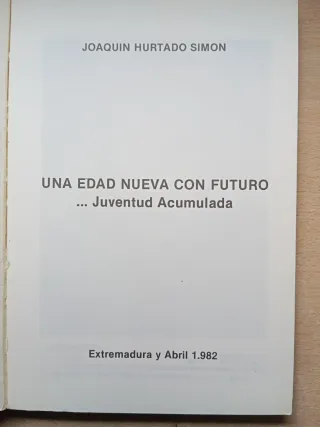 JOAQUIN HURTADO SIMON
UNA EDAD NUEVA CON FUTURO
... Juventud Acumulada
Extremadura y Abril 1.982